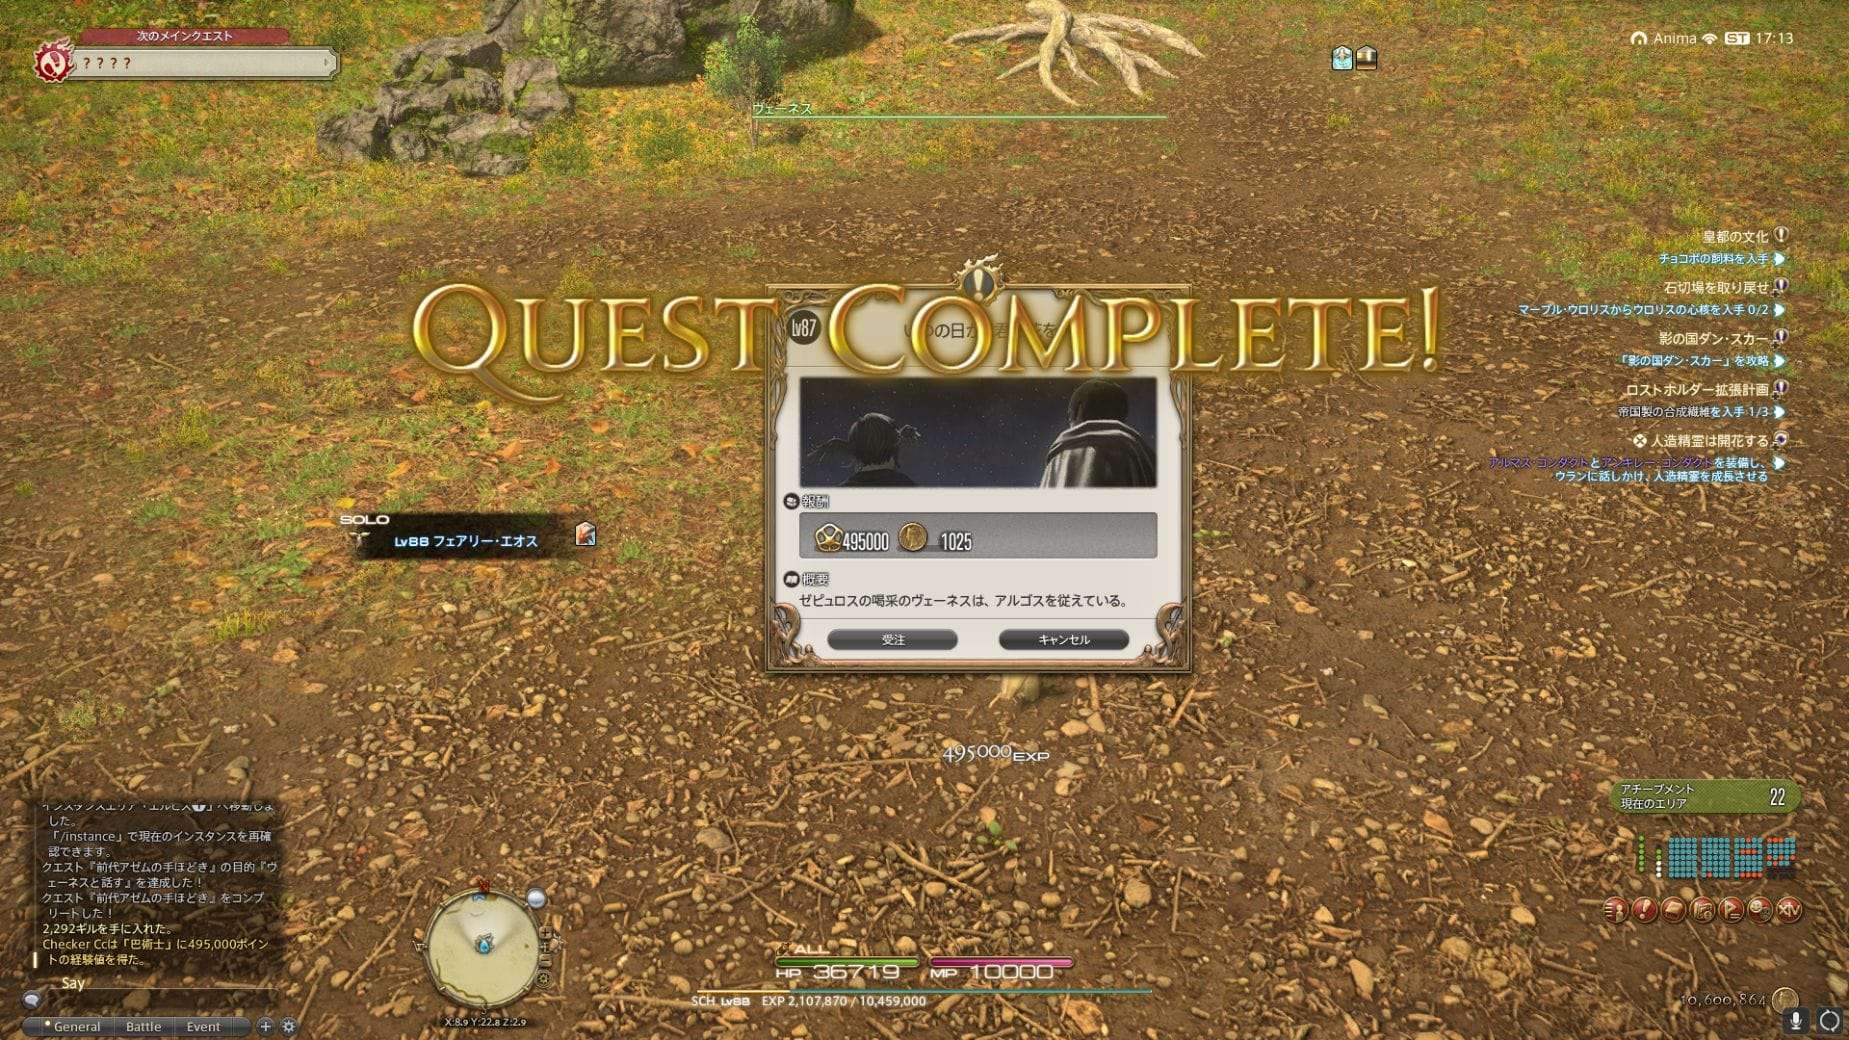 次のメインクエスト
????
Anima ST 17:13
ヴェーネス
皇都の文化
チョコボの飼料を入手
石切場を取り戻せ
マーブル・ウロリスからウロリスの心核を入手 0/2
影の国ダン・スカー
「影の国ダン・スカー」を攻略
ロストホルダー拡張計画
帝国製の合成繊維を入手 1/3
人造精霊は開花する
アルマス・コンダクトとアンキレー・コンダクトを装備し、
ウランに話しかけ、人造精霊を成長させる
QUEST COMPLETE!
Lv87
SOLO
Lv88 フェアリー・エオス
報酬
495000 1025
概要
ゼピュロスの喝采のヴェーネスは、アルゴスを従えている。
受注 キャンセル
495000EXP
アチーブメント
現在のエリア
22
した。
「/instance」で現在のインスタンスを再確
認できます。
クエスト『前代アゼムの手ほどき』の目的『ヴ
ェーネスと話す』を達成した！
クエスト『前代アゼムの手ほどき』をコンプ
リートした！
2,292ギルを手に入れた。
Checker Ccは「巴術士」に495,000ポイン
トの経験値を得た。
Say
General Battle Event
X:8.9 Y:22.8 Z:2.9
ALL
HP 36719 MP 10000
SCH Lv88 EXP 2,107,870 / 10,459,000
10,600,864
XIV